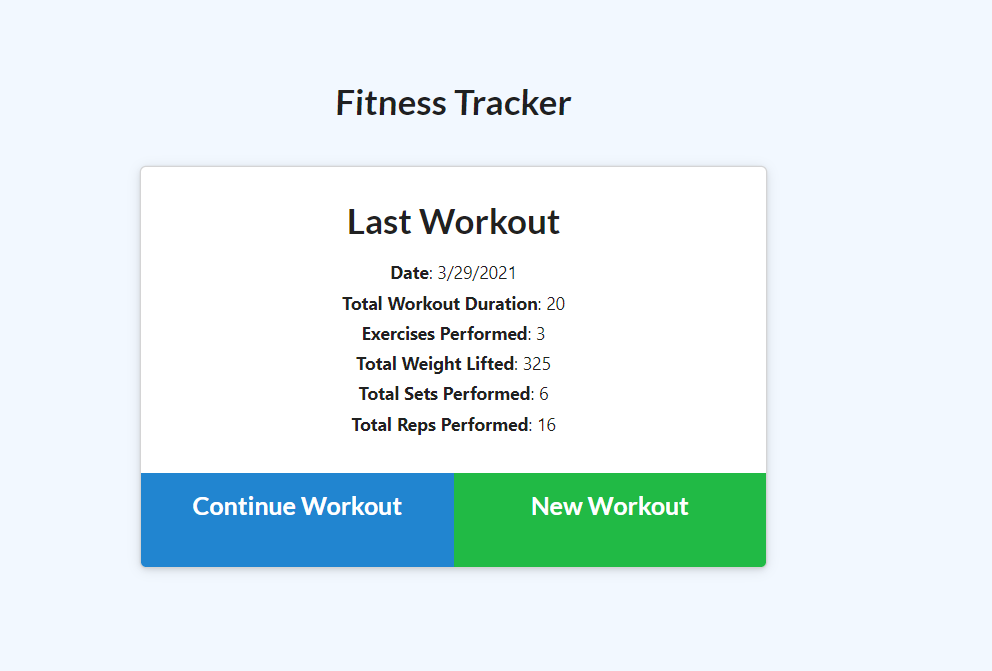 Fitness Tracker
Last Workout
Date: 3/29/2021
Total Workout Duration: 20
Exercises Performed: 3
Total Weight Lifted: 325
Total Sets Performed: 6
Total Reps Performed: 16
Continue Workout
New Workout